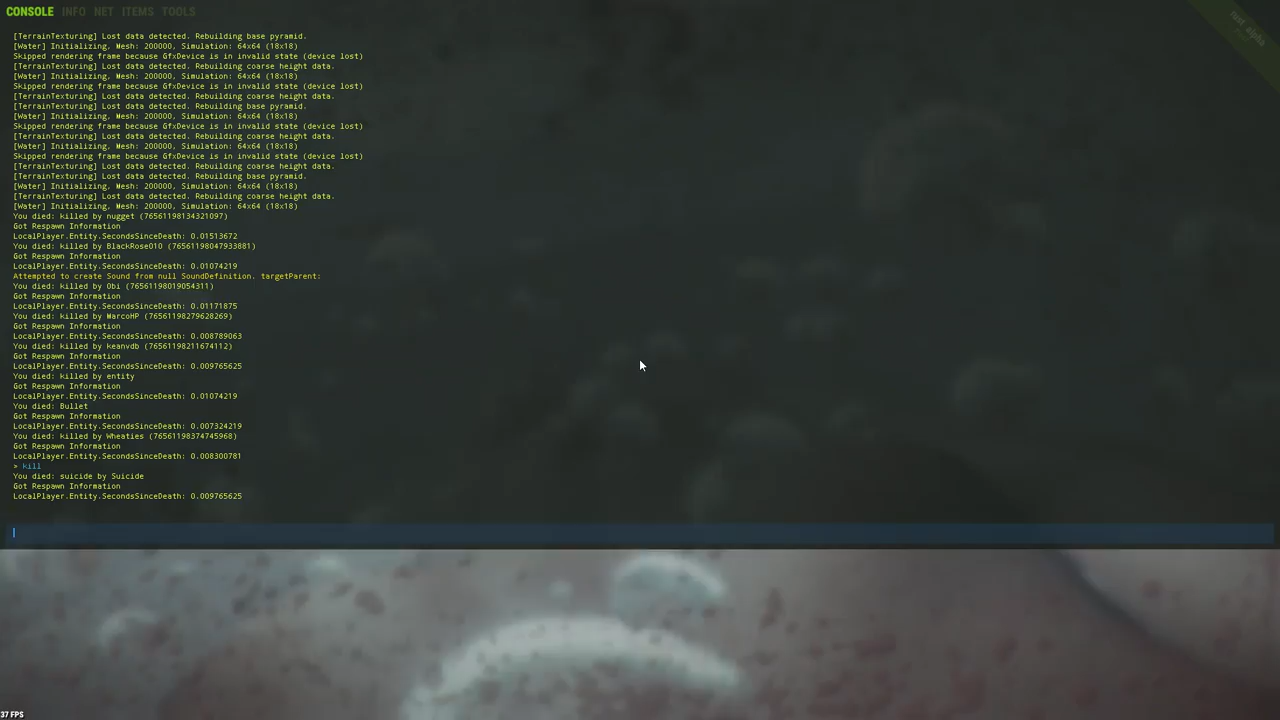 CONSOLE INFO NET ITEMS TOOLS
[TerrainTexturing] Lost data detected. Rebuilding base pyramid.
[Water] Initializing, Mesh: 200000, Simulation: 64x64 (18x18)
Skipped rendering frame because GfxDevice is in invalid state (device lost)
[TerrainTexturing] Lost data detected. Rebuilding coarse height data.
[Water] Initializing, Mesh: 200000, Simulation: 64x64 (18x18)
Skipped rendering frame because GfxDevice is in invalid state (device lost)
[TerrainTexturing] Lost data detected. Rebuilding coarse height data.
[TerrainTexturing] Lost data detected. Rebuilding base pyramid.
[Water] Initializing, Mesh: 200000, Simulation: 64x64 (18x18)
Skipped rendering frame because GfxDevice is in invalid state (device lost)
[TerrainTexturing] Lost data detected. Rebuilding coarse height data.
[Water] Initializing, Mesh: 200000, Simulation: 64x64 (18x18)
Skipped rendering frame because GfxDevice is in invalid state (device lost)
[TerrainTexturing] Lost data detected. Rebuilding coarse height data.
[TerrainTexturing] Lost data detected. Rebuilding base pyramid.
[Water] Initializing, Mesh: 200000, Simulation: 64x64 (18x18)
[TerrainTexturing] Lost data detected. Rebuilding coarse height data.
[Water] Initializing, Mesh: 200000, Simulation: 64x64 (18x18)
You died: killed by nugget (76561198134321097)
Got Respawn Information
LocalPlayer.Entity.SecondsSinceDeath: 0.01513672
You died: killed by BlackRose010 (76561198047933881)
Got Respawn Information
LocalPlayer.Entity.SecondsSinceDeath: 0.01074219
Attempted to create Sound from null SoundDefinition. targetParent:
You died: killed by Obi (76561198019054311)
Got Respawn Information
LocalPlayer.Entity.SecondsSinceDeath: 0.01171875
You died: killed by WarcoHP (76561198279628269)
Got Respawn Information
LocalPlayer.Entity.SecondsSinceDeath: 0.008789063
You died: killed by keanvdb (76561198211674112)
Got Respawn Information
LocalPlayer.Entity.SecondsSinceDeath: 0.009765625
You died: killed by entity
Got Respawn Information
LocalPlayer.Entity.SecondsSinceDeath: 0.01074219
You died: Bullet
Got Respawn Information
LocalPlayer.Entity.SecondsSinceDeath: 0.007324219
You died: killed by Wheaties (76561198374745968)
Got Respawn Information
LocalPlayer.Entity.SecondsSinceDeath: 0.008300781
> kill
You died: suicide by Suicide
Got Respawn Information
LocalPlayer.Entity.SecondsSinceDeath: 0.009765625
37 FPS